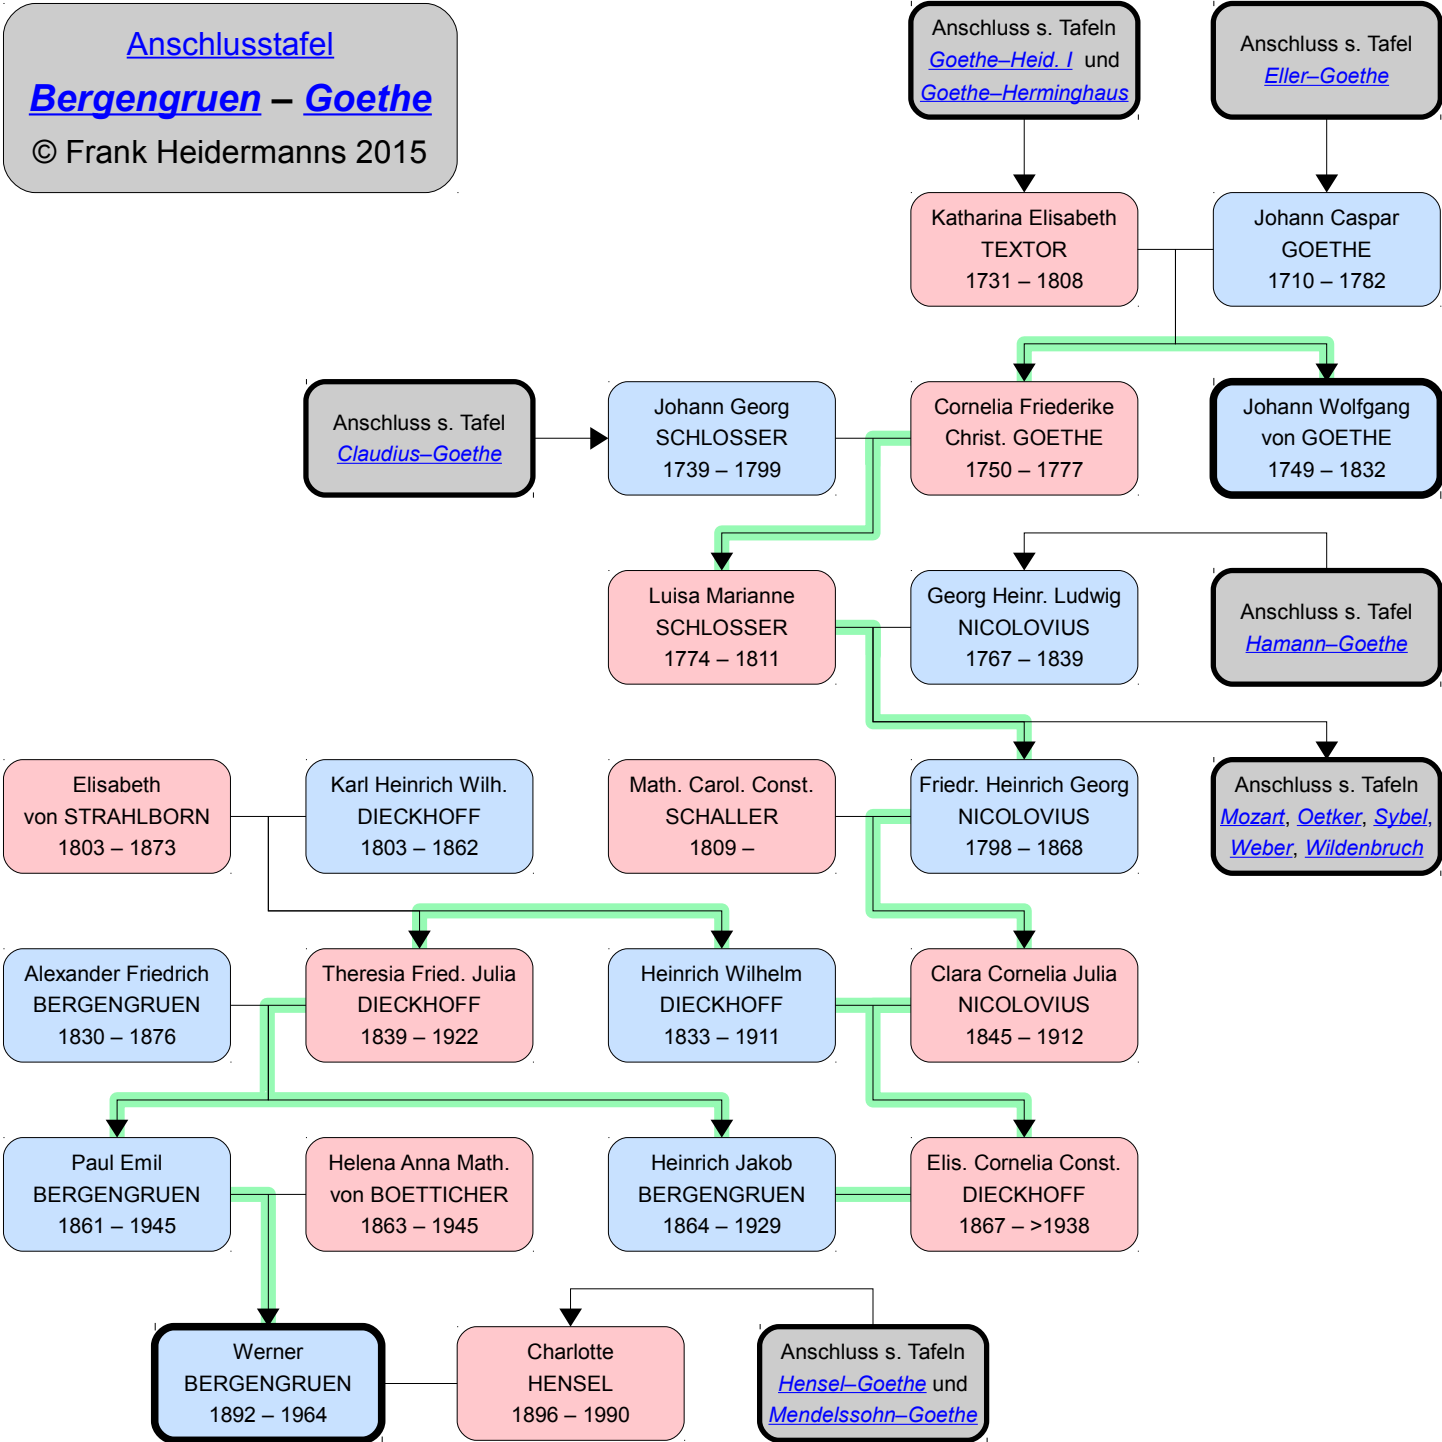 Anschlusstafel
Bergengruen – Goethe
© Frank Heidermanns 2015
Anschluss s. Tafeln
Goethe–Heid. I und
Goethe–Herminghaus
Anschluss s. Tafel
Eller–Goethe
Katharina Elisabeth
TEXTOR
1731 – 1808
Johann Caspar
GOETHE
1710 – 1782
Anschluss s. Tafel
Claudius–Goethe
Johann Georg
SCHLOSSER
1739 – 1799
Cornelia Friederike
Christ. GOETHE
1750 – 1777
Johann Wolfgang
von GOETHE
1749 – 1832
Luisa Marianne
SCHLOSSER
1774 – 1811
Georg Heinr. Ludwig
NICOLOVIUS
1767 – 1839
Anschluss s. Tafel
Hamann–Goethe
Elisabeth
von STRAHLBORN
1803 – 1873
Karl Heinrich Wilh.
DIECKHOFF
1803 – 1862
Math. Carol. Const.
SCHALLER
1809 –
Friedr. Heinrich Georg
NICOLOVIUS
1798 – 1868
Anschluss s. Tafeln
Mozart, Oetker, Sybel,
Weber, Wildenbruch
Alexander Friedrich
BERGENGRUEN
1830 – 1876
Theresia Fried. Julia
DIECKHOFF
1839 – 1922
Heinrich Wilhelm
DIECKHOFF
1833 – 1911
Clara Cornelia Julia
NICOLOVIUS
1845 – 1912
Paul Emil
BERGENGRUEN
1861 – 1945
Helena Anna Math.
von BOETTICHER
1863 – 1945
Heinrich Jakob
BERGENGRUEN
1864 – 1929
Elis. Cornelia Const.
DIECKHOFF
1867 – >1938
Werner
BERGENGRUEN
1892 – 1964
Charlotte
HENSEL
1896 – 1990
Anschluss s. Tafeln
Hensel–Goethe und
Mendelssohn–Goethe